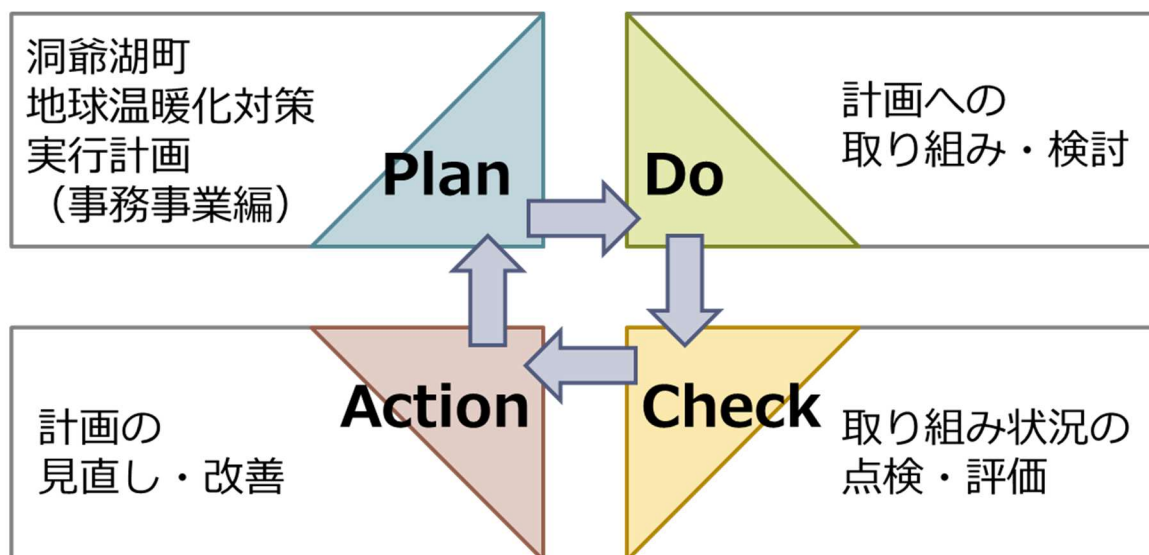 洞爺湖町
地球温暖化対策
実行計画
（事務事業編）
Plan
Do
計画への
取り組み・検討
計画の
見直し・改善
Action
Check
取り組み状況の
点検・評価